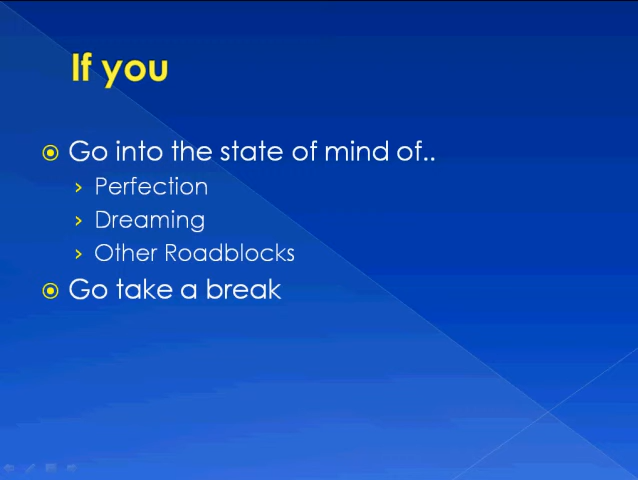 If you
Go into the state of mind of..
Perfection
Dreaming
Other Roadblocks
Go take a break